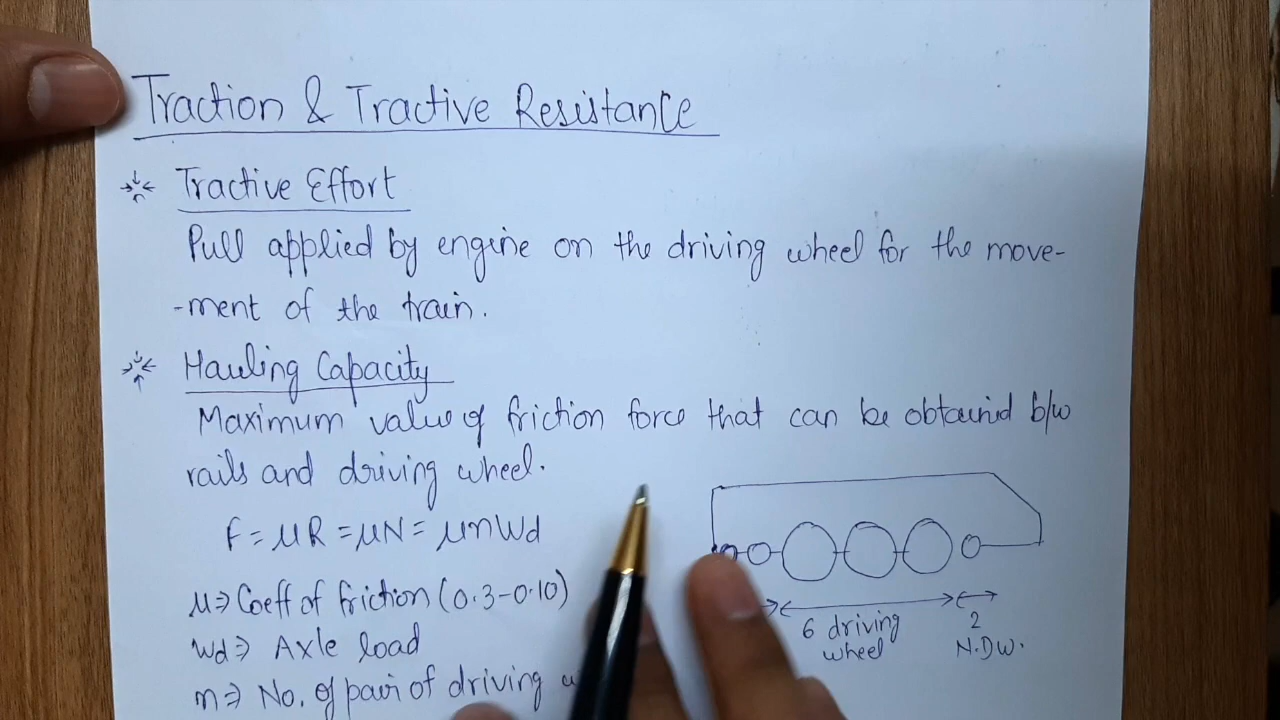 Traction & Tractive Resistance
Tractive Effort
Pull applied by engine on the driving wheel for the move-
-ment of the train.
Hauling Capacity
Maximum value of friction force that can be obtained b/w
rails and driving wheel.
F = μR = μN = μnWd
μ ⇒ Coeff of friction (0.3-0.10)
Wd ⇒ Axle load
n ⇒ No. of pair of driving
6 driving
wheel
2
N.DW.